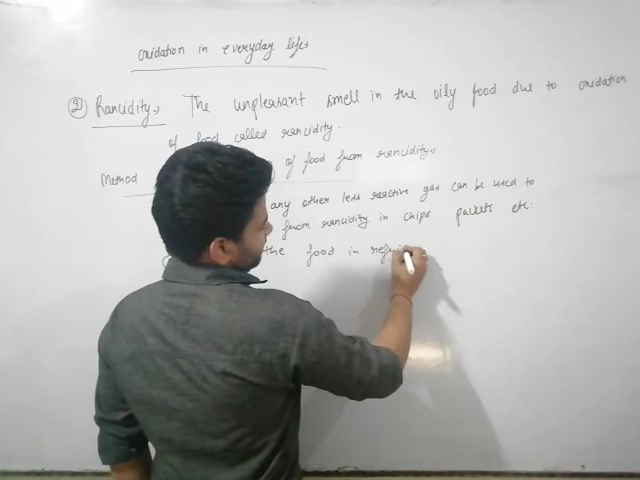 Oxidation in everyday life
② Rancidity → The unpleasant smell in the oily food due to oxidation
of food called rancidity.
Method of food from rancidity →
any other less reactive gas can be used to
from rancidity in chips packets etc.
the food in refri